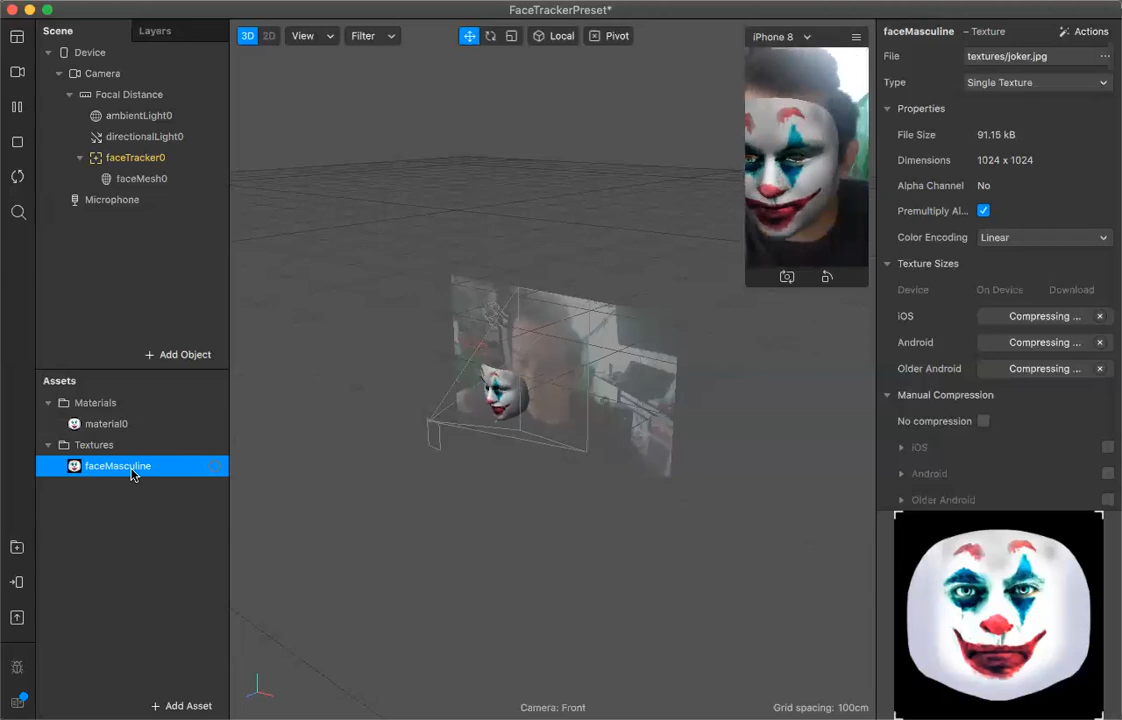 FaceTrackerPreset*
Scene
Layers
Device
Camera
Focal Distance
ambientLight0
directionalLight0
faceTracker0
faceMesh0
Microphone
+ Add Object
Assets
Materials
material0
Textures
faceMasculine
+ Add Asset
3D
2D
View
Filter
Local
Pivot
iPhone 8
Camera: Front
Grid spacing: 100cm
faceMasculine – Texture
Actions
File
textures/joker.jpg
Type
Single Texture
Properties
File Size
91.15 kB
Dimensions
1024 x 1024
Alpha Channel
No
Premultiply Al...
Color Encoding
Linear
Texture Sizes
Device
On Device
Download
iOS
Compressing ...
Android
Compressing ...
Older Android
Compressing ...
Manual Compression
No compression
iOS
Android
Older Android